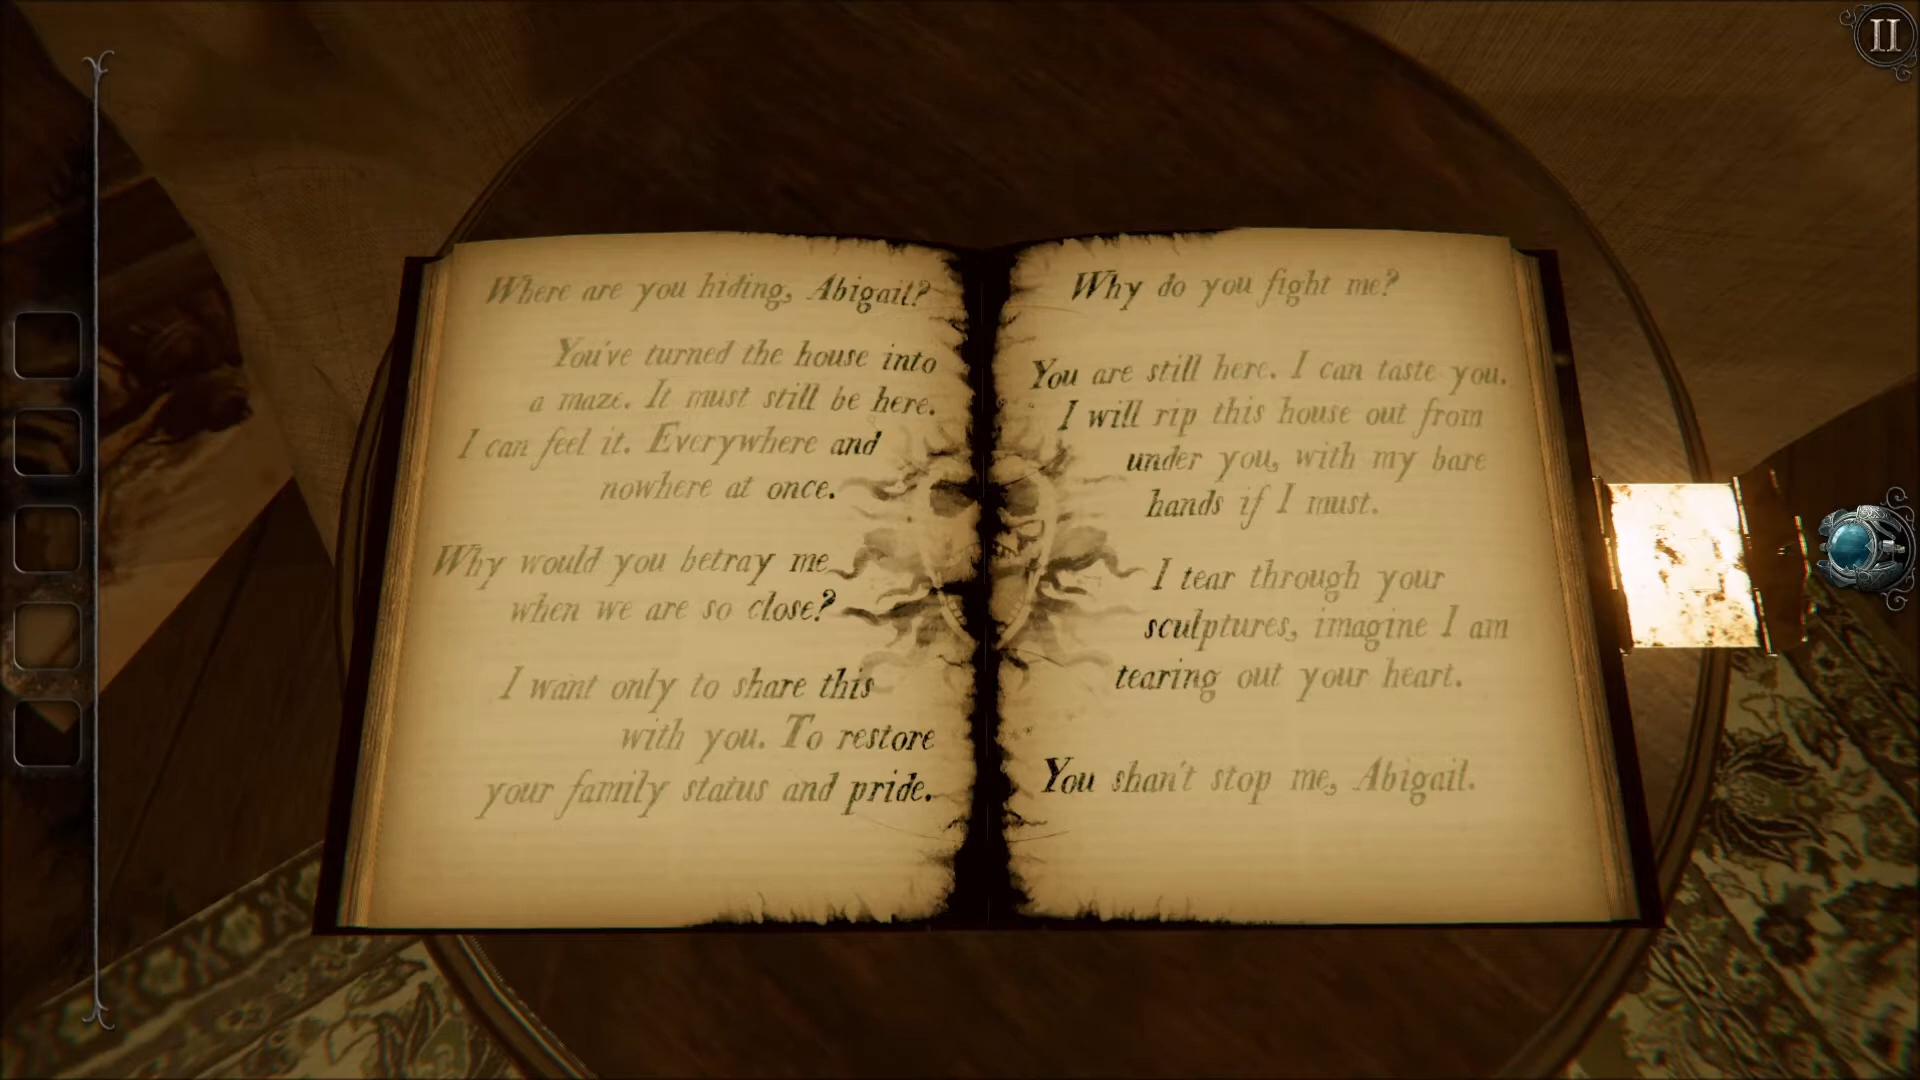 Where are you hiding, Abigail?
You've turned the house into
a maze. It must still be here.
I can feel it. Everywhere and
nowhere at once.
Why would you betray me
when we are so close?
I want only to share this
with you. To restore
your family status and pride.
Why do you fight me?
You are still here. I can taste you.
I will rip this house out from
under you, with my bare
hands if I must.
I tear through your
sculptures, imagine I am
tearing out your heart.
You shan't stop me, Abigail.
II